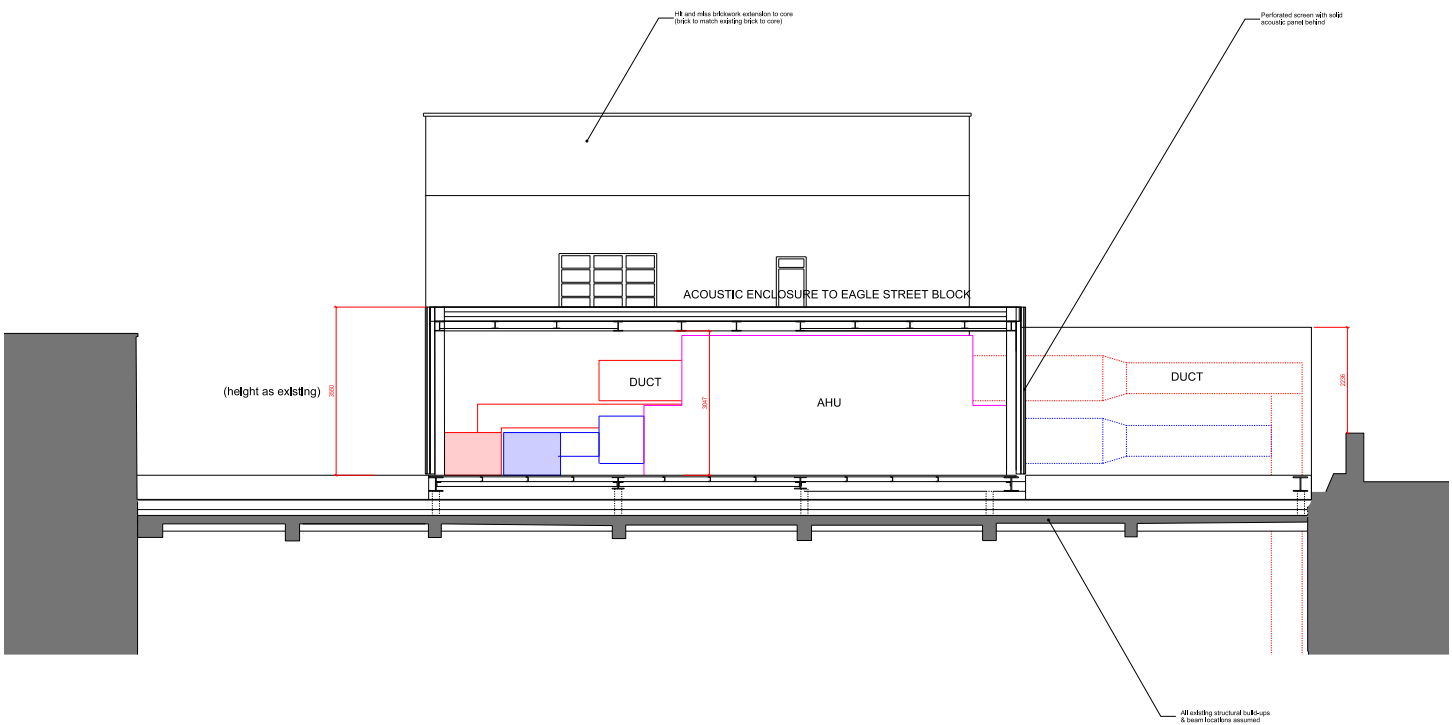 Hit and miss brickwork extension to core
(brick to match existing brick to core)
Perforated screen with solid
acoustic panel behind
ACOUSTIC ENCLOSURE TO EAGLE STREET BLOCK
(height as existing)
3550
DUCT
3047
AHU
DUCT
2236
All existing structural build-ups
& beam locations assumed